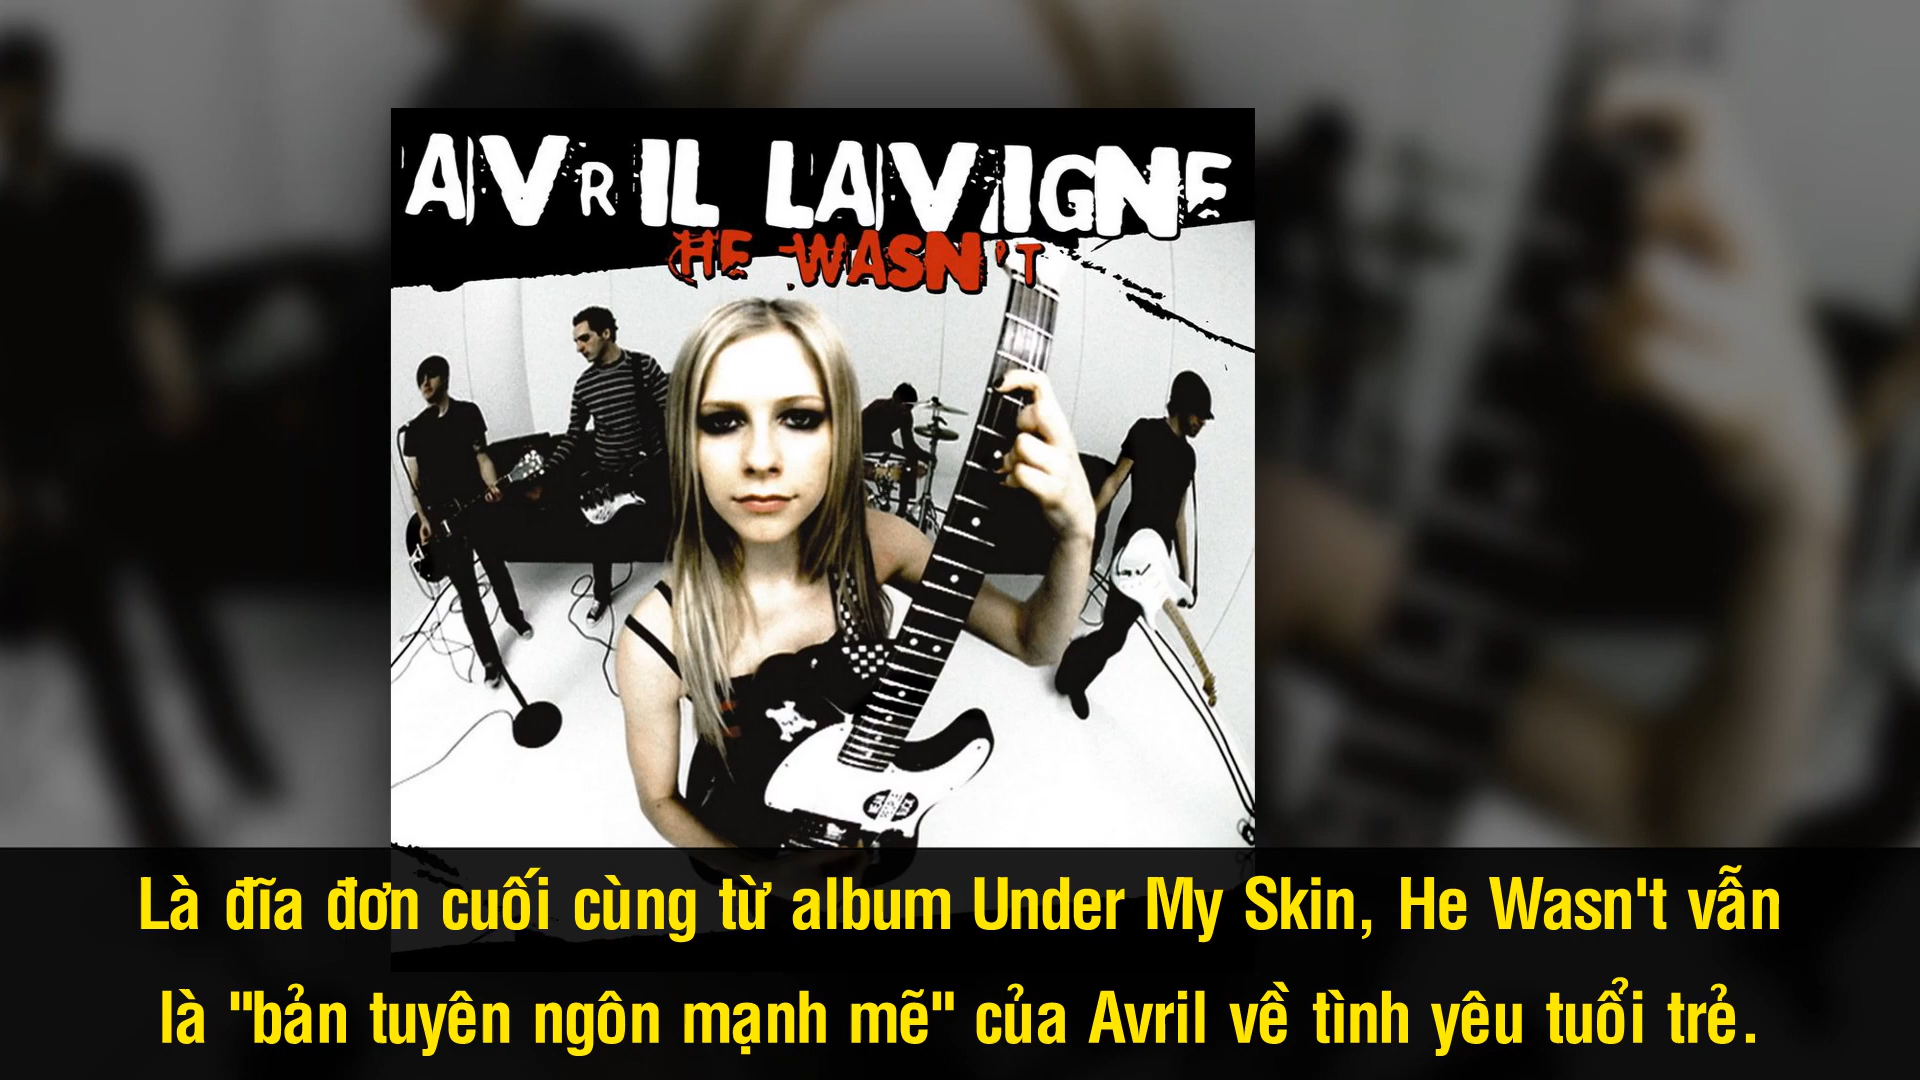 AVRIL LAVIGNE
HE WASN'T
Là đĩa đơn cuối cùng từ album Under My Skin, He Wasn't vẫn
là "bản tuyên ngôn mạnh mẽ" của Avril về tình yêu tuổi trẻ.